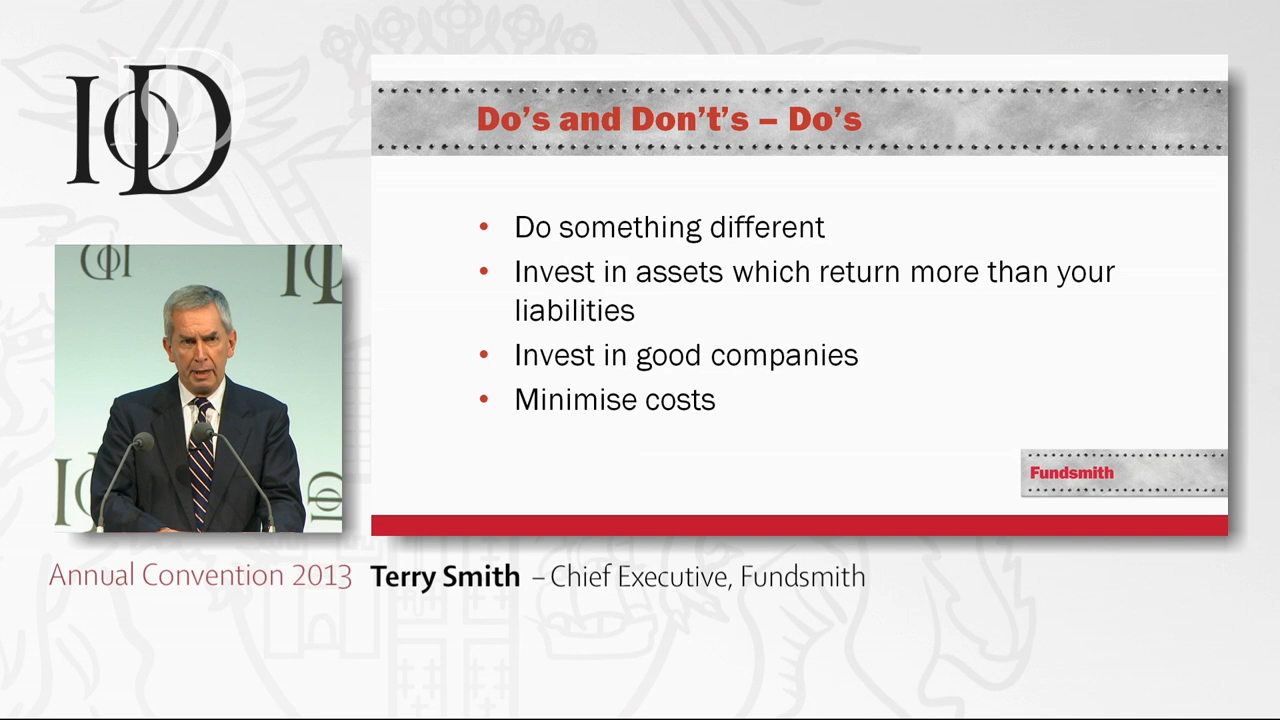 IOD
Do's and Don't's – Do's
• Do something different
• Invest in assets which return more than your
liabilities
• Invest in good companies
• Minimise costs
Fundsmith
Annual Convention 2013
Terry Smith – Chief Executive, Fundsmith